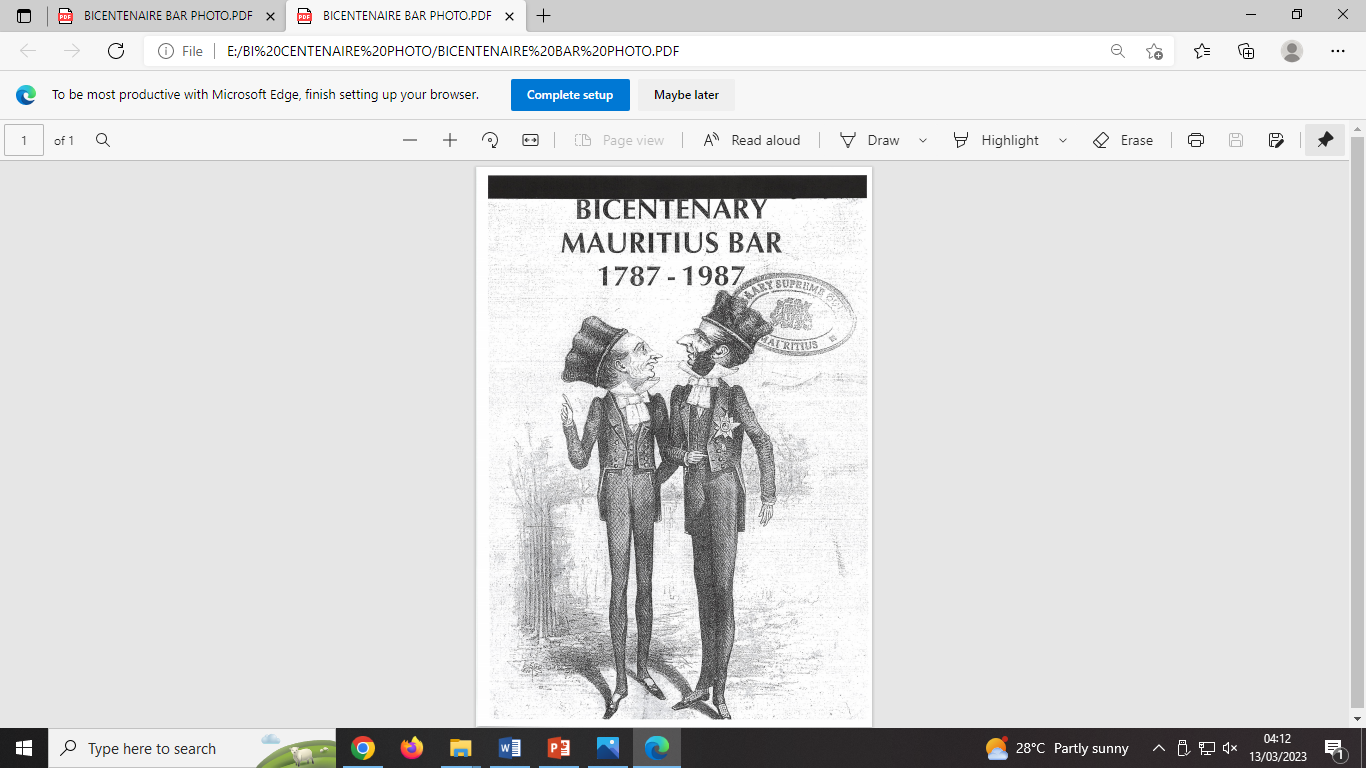 BICENTENAIRE BAR PHOTO.PDF
BICENTENAIRE BAR PHOTO.PDF
File
E:/BI%20CENTENAIRE%20PHOTO/BICENTENAIRE%20BAR%20PHOTO.PDF
To be most productive with Microsoft Edge, finish setting up your browser.
Complete setup
Maybe later
1 of 1
Page view
Read aloud
Draw
Highlight
Erase
BICENTENARY
MAURITIUS BAR
1787 - 1987
SUPREME
MAURITIUS
Type here to search
28°C Partly sunny
04:12
13/03/2023
1